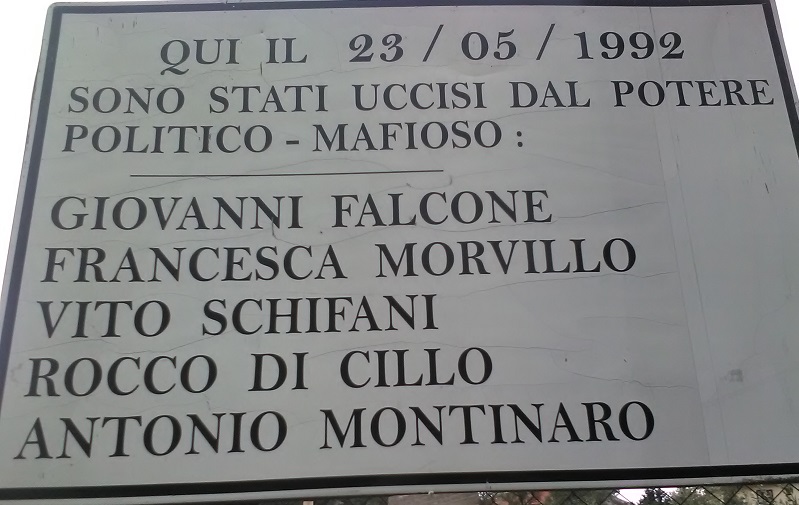 QUI IL 23 / 05 / 1992
SONO STATI UCCISI DAL POTERE
POLITICO - MAFIOSO :
GIOVANNI FALCONE
FRANCESCA MORVILLO
VITO SCHIFANI
ROCCO DI CILLO
ANTONIO MONTINARO